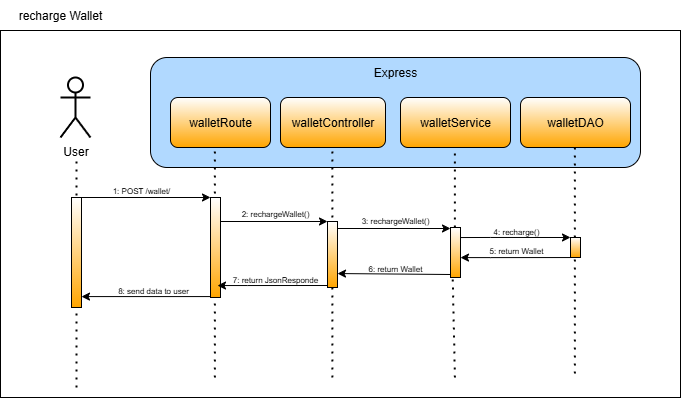 recharge Wallet
Express
walletRoute
walletController
walletService
walletDAO
User
1: POST /wallet/
2: rechargeWallet()
3: rechargeWallet()
4: recharge()
5: return Wallet
6: return Wallet
7: return JsonResponde
8: send data to user